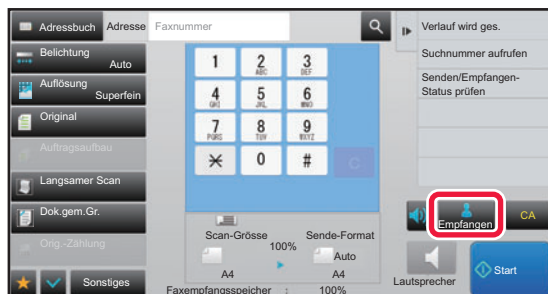 Adressbuch
Adresse
Faxnummer
Verlauf wird ges.
Belichtung
Auto
Suchnummer aufrufen
Auflösung
Superfein
Senden/Empfangen-
Status prüfen
Original
Auftragsaufbau
Langsamer Scan
Dok.gem.Gr.
Orig.-Zählung
Sonstiges
1
2
ABC
3
DEF
4
GHI
5
JKL
6
MNO
7
PQRS
8
TUV
9
WXYZ
0
#
C
Scan-Grösse
100%
Sende-Format
Auto
A4
A4
Faxempfangsspeicher : 100%
Empfangen
CA
Lautsprecher
Start